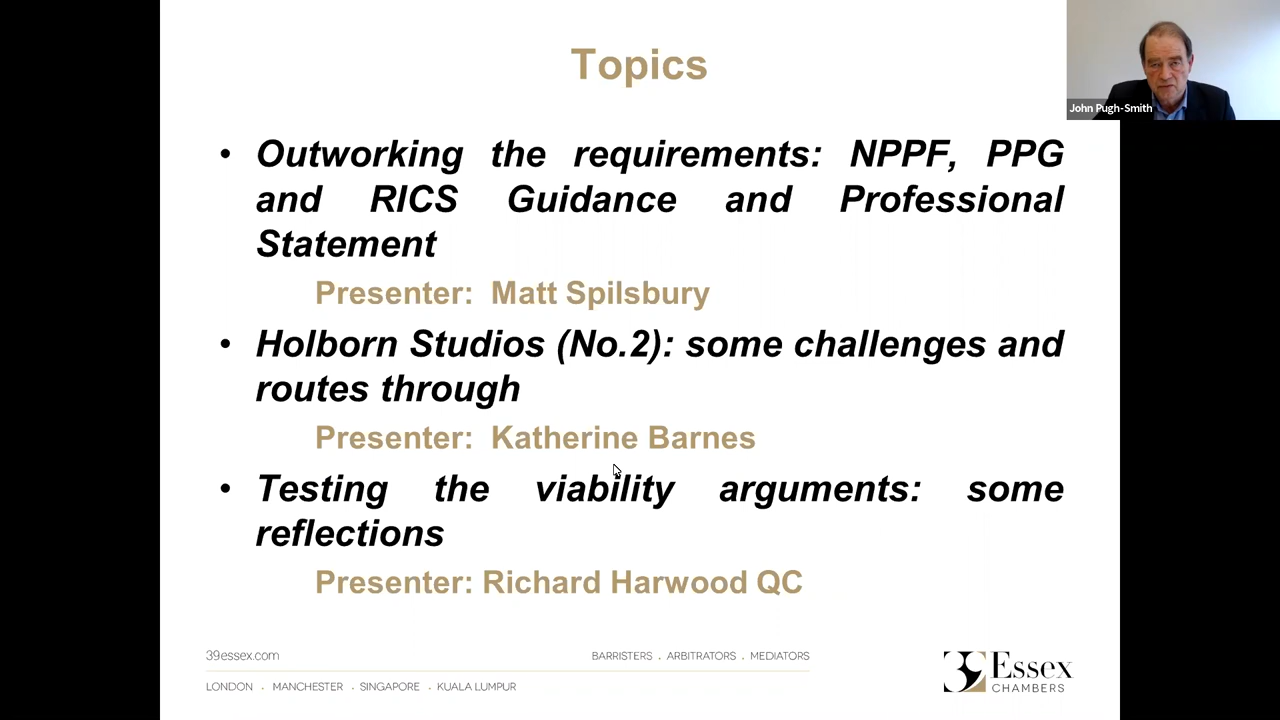 Topics
John Pugh-Smith
• Outworking the requirements: NPPF, PPG
and RICS Guidance and Professional
Statement
Presenter: Matt Spilsbury
• Holborn Studios (No.2): some challenges and
routes through
Presenter: Katherine Barnes
• Testing the viability arguments: some
reflections
Presenter: Richard Harwood QC
39essex.com
BARRISTERS . ARBITRATORS . MEDIATORS
LONDON . MANCHESTER . SINGAPORE . KUALA LUMPUR
39 Essex
CHAMBERS